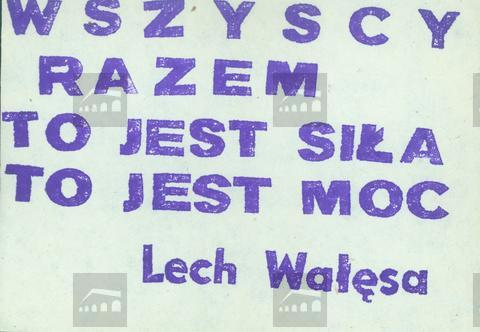 WSZYSCY
RAZEM
TO JEST SIŁA
TO JEST MOC
Lech Wałęsa